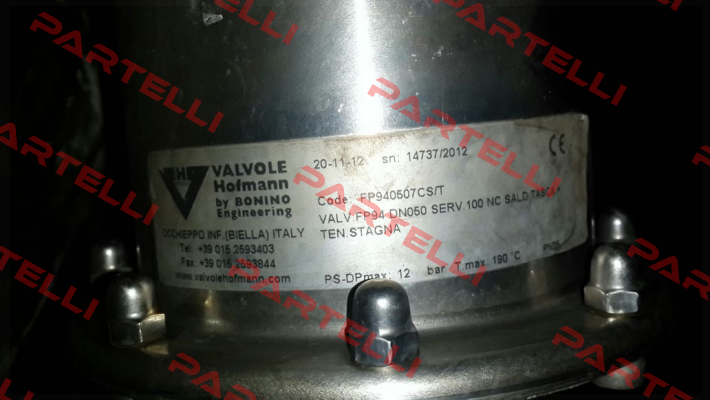 VALVOLE
Hofmann
by BONINO
Engineering
OCCHIEPPO INF.(BIELLA) ITALY
Tel: +39 015 2593403
Fax: +39 015 2593844
www.valvolehofmann.com
20-11-12 sn: 14737/2012
CE
Code: FP940507CS/T
VALV.FP94 DN050 SERV.100 NC SALD.TASCA+
TEN.STAGNA
PS-DPmax: 12 bar T.max: 190 °C
PARTELLI
PARTELLI
PARTELLI
PARTELLI
PARTELLI
PARTELLI
PARTELLI
PARTELLI